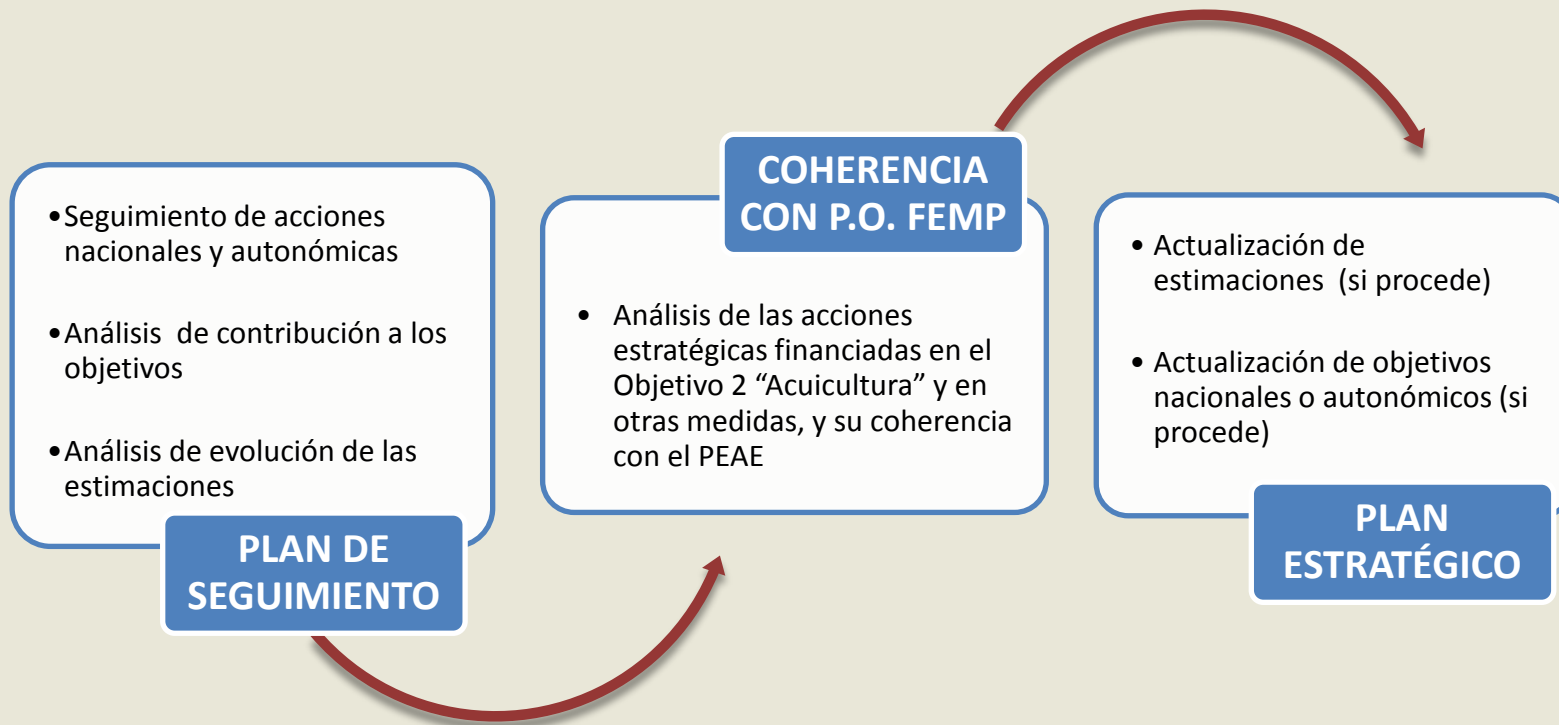 •Seguimiento de acciones
nacionales y autonómicas
•Análisis de contribución a los
objetivos
•Análisis de evolución de las
estimaciones
PLAN DE
SEGUIMIENTO
COHERENCIA
CON P.O. FEMP
• Análisis de las acciones
estratégicas financiadas en el
Objetivo 2 “Acuicultura” y en
otras medidas, y su coherencia
con el PEAE
• Actualización de
estimaciones (si procede)
• Actualización de objetivos
nacionales o autonómicos (si
procede)
PLAN
ESTRATÉGICO